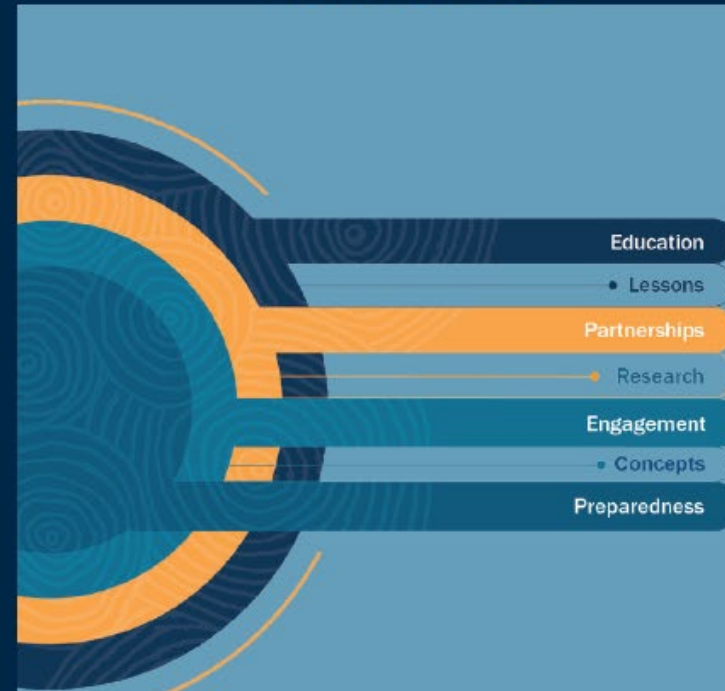 Education
Lessons
Partnerships
Research
Engagement
Concepts
Preparedness